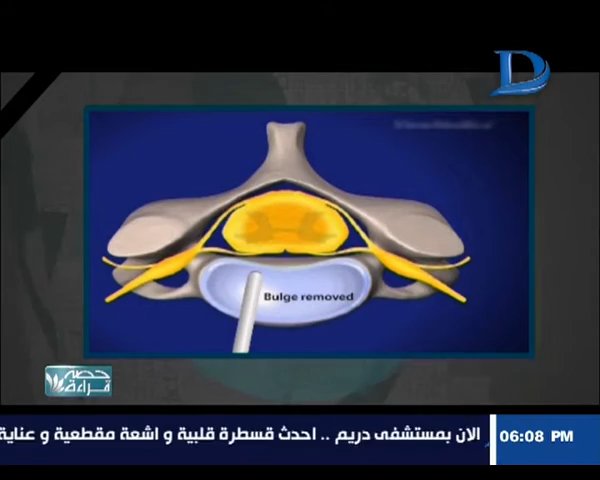 Bulge removed
حصة
قراءة
الان بمستشفى دريم .. احدث قسطرة قلبية و اشعة مقطعية و عناية
06:08 PM